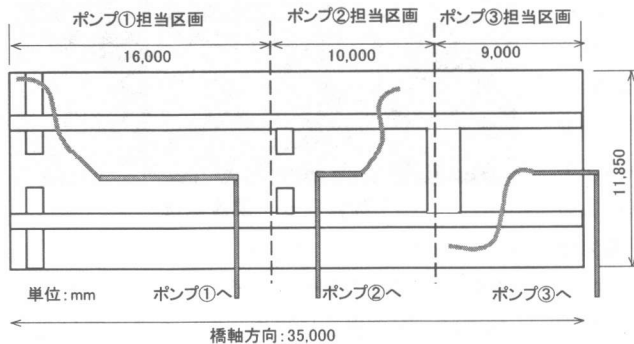 ポンプ①担当区画
ポンプ②担当区画
ポンプ③担当区画
16,000
10,000
9,000
11,850
単位:mm
ポンプ①へ
ポンプ②へ
ポンプ③へ
橋軸方向:35,000